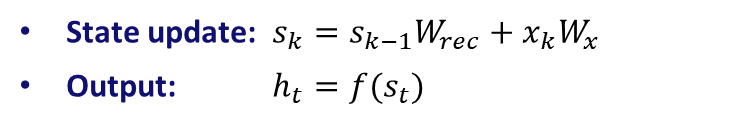 • State update: $s_k = s_{k-1}W_{rec} + x_kW_x$
• Output: $h_t = f(s_t)$